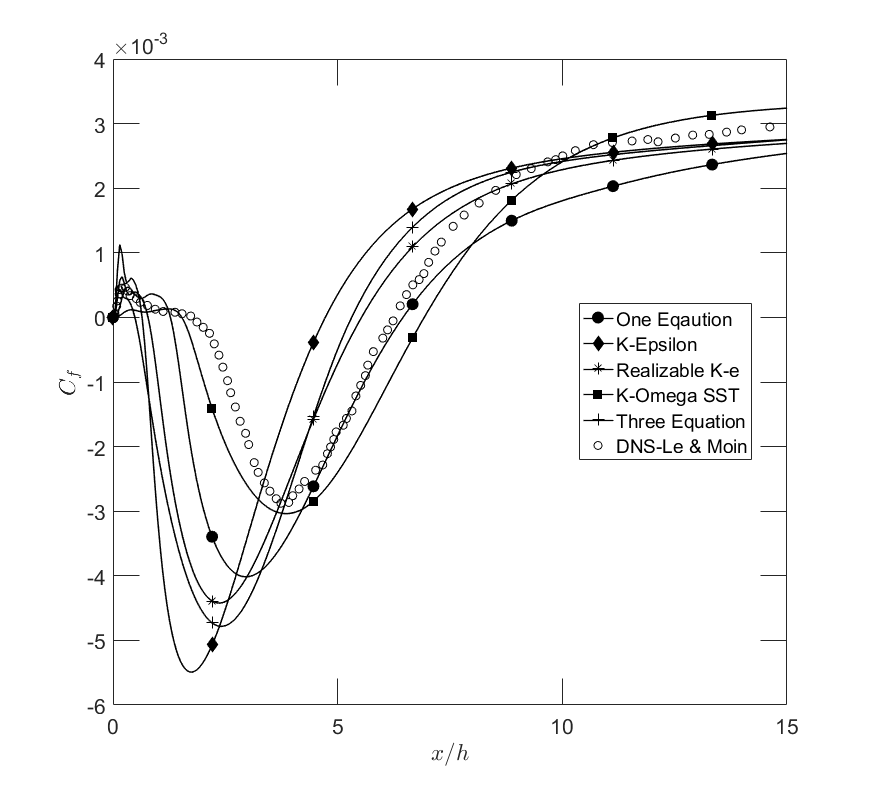 ×10-3
4
3
2
1
0
-1
-2
-3
-4
-5
-6
Cf
0 5 10 15
x/h
One Eqaution
K-Epsilon
Realizable K-e
K-Omega SST
Three Equation
DNS-Le & Moin